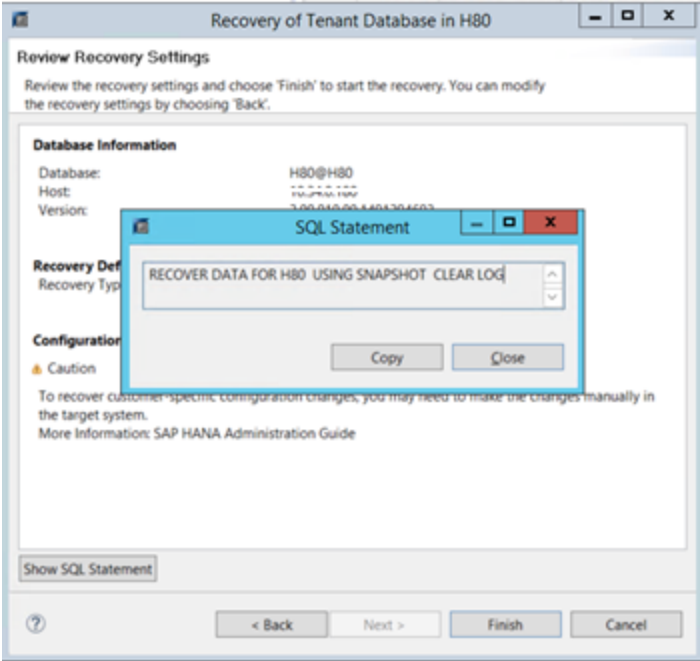 Recovery of Tenant Database in H80
Review Recovery Settings
Review the recovery settings and choose 'Finish' to start the recovery. You can modify
the recovery settings by choosing 'Back'.
Database Information
Database: H80@H80
Host:
Version:
SQL Statement
RECOVER DATA FOR H80 USING SNAPSHOT CLEAR LOG
Copy Close
Recovery Def
Recovery Typ
Configuration
Caution
To recover customer-specific configuration changes, you may need to make the changes manually in
the target system.
More Information: SAP HANA Administration Guide
Show SQL Statement
< Back Next > Finish Cancel